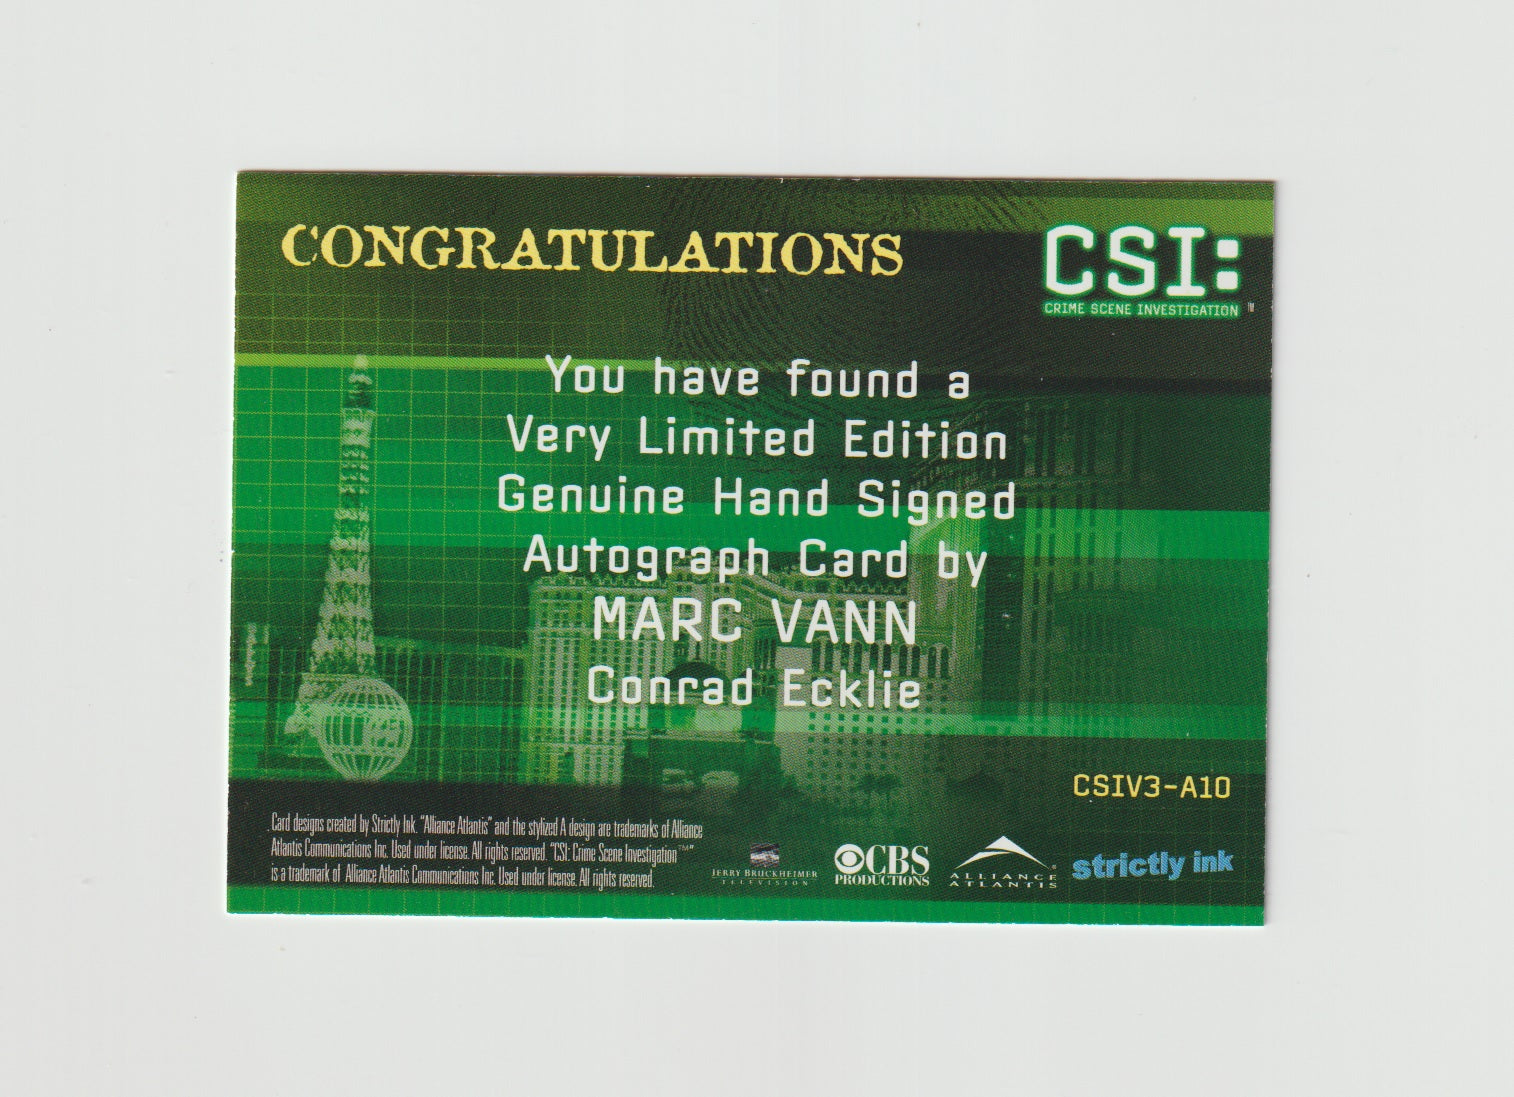 CONGRATULATIONS
CSI:
CRIME SCENE INVESTIGATION ™
You have found a
Very Limited Edition
Genuine Hand Signed
Autograph Card by
MARC VANN
Conrad Ecklie
CSIV3-A10
Card designs created by Strictly Ink. "Alliance Atlantis" and the stylized A design are trademarks of Alliance
Atlantis Communications Inc. Used under license. All rights reserved. "CSI: Crime Scene Investigation™"
is a trademark of Alliance Atlantis Communications Inc. Used under license. All rights reserved.
JERRY BRUCKHEIMER
TELEVISION
CBS
PRODUCTIONS
ALLIANCE
ATLANTIS
strictly ink